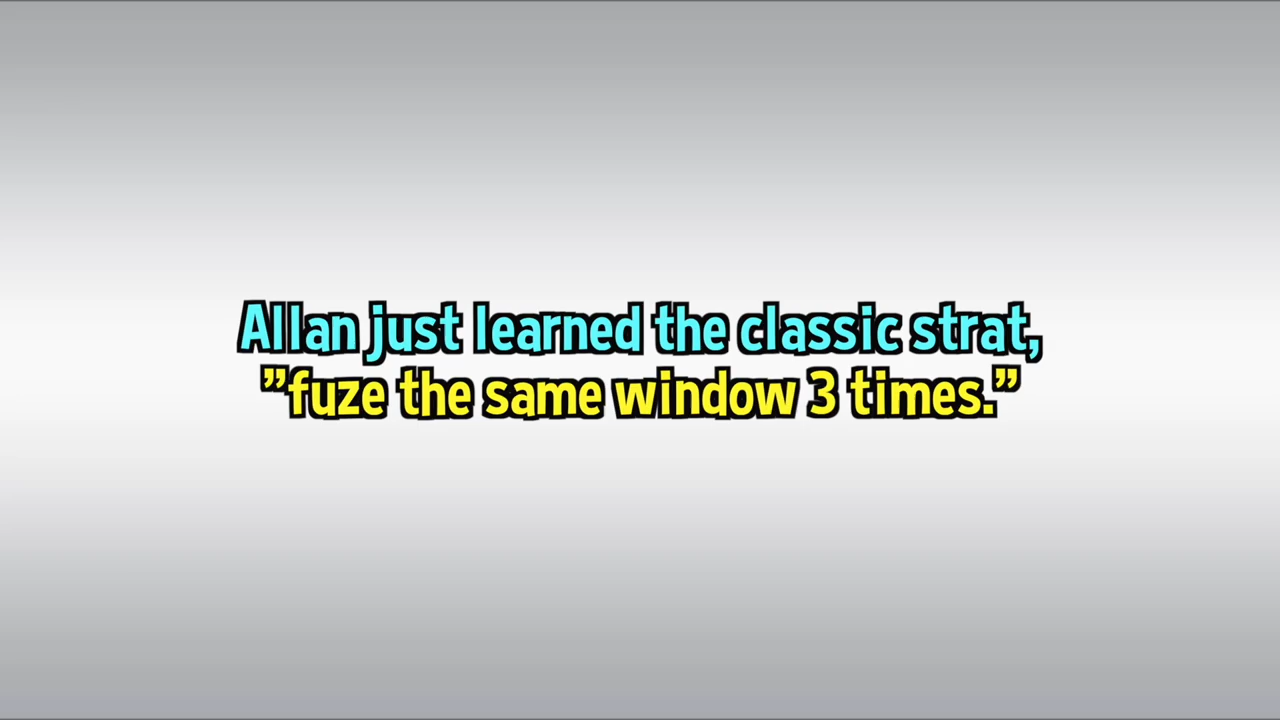 Allan just learned the classic strat,
”fuze the same window 3 times.”